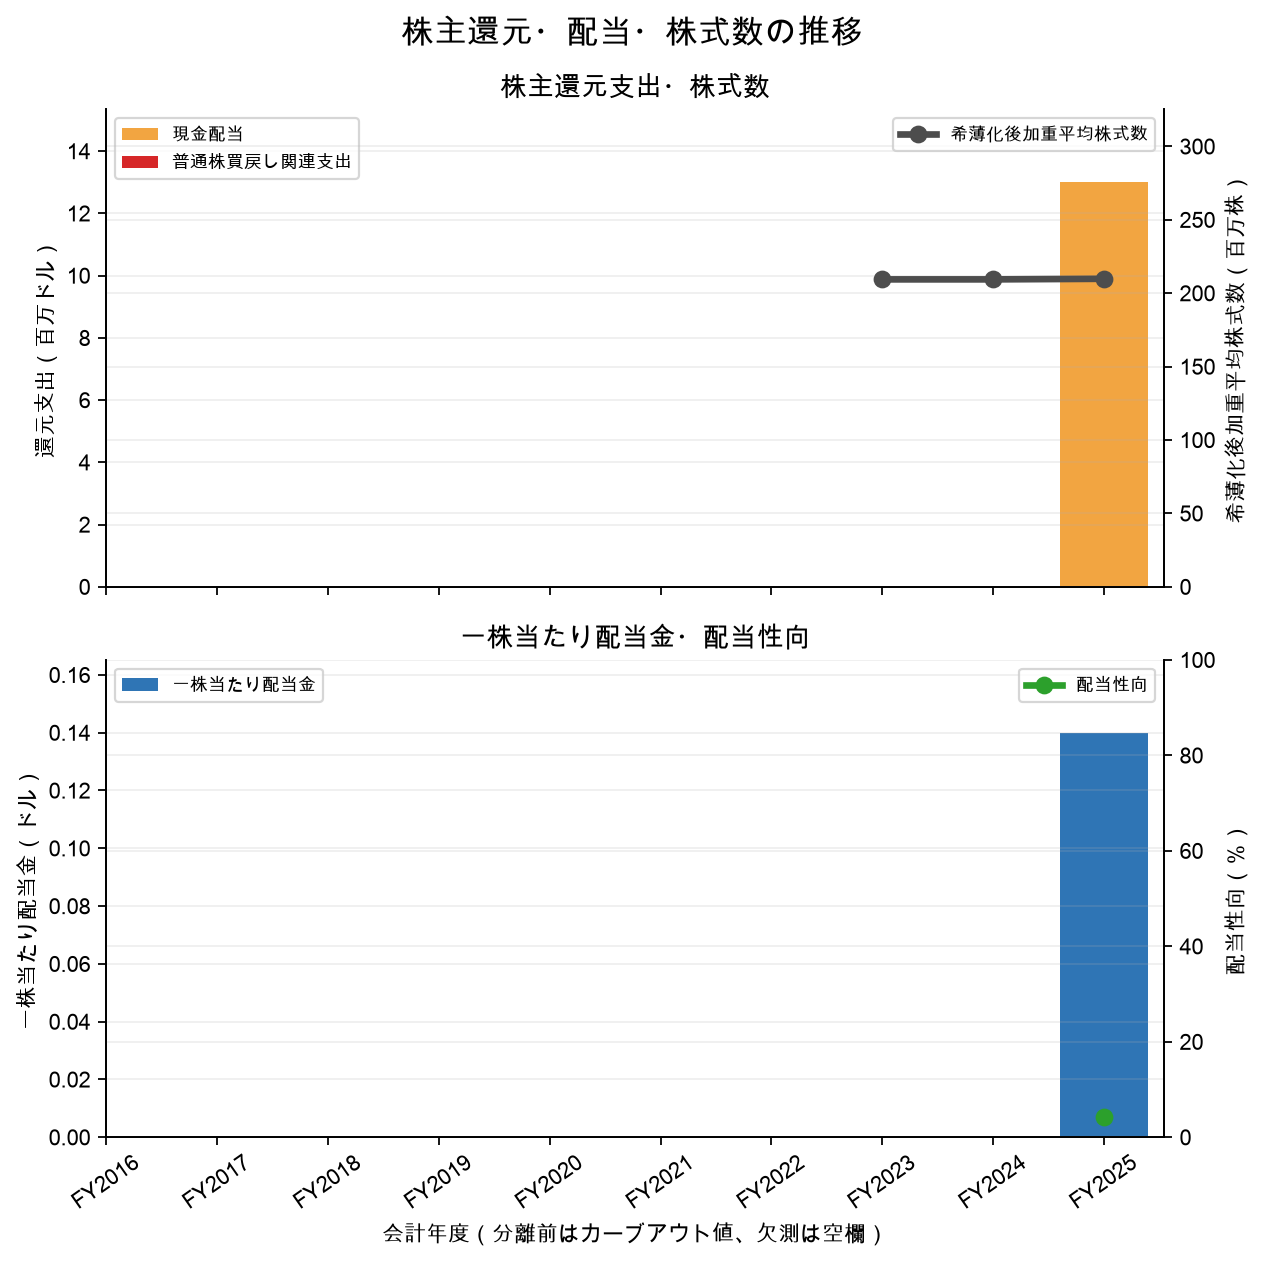 株主還元・配当・株式数の推移
株主還元支出・株式数
現金配当
普通株買戻し関連支出
希薄化後加重平均株式数
14
12
10
8
6
4
2
0
還元支出(百万ドル)
300
250
200
150
100
50
0
希薄化後加重平均株式数(百万株)
一株当たり配当金・配当性向
一株当たり配当金
配当性向
0.16
0.14
0.12
0.10
0.08
0.06
0.04
0.02
0.00
一株当たり配当金(ドル)
100
80
60
40
20
0
配当性向(%)
FY2016
FY2017
FY2018
FY2019
FY2020
FY2021
FY2022
FY2023
FY2024
FY2025
会計年度(分離前はカーブアウト値、欠測は空欄)